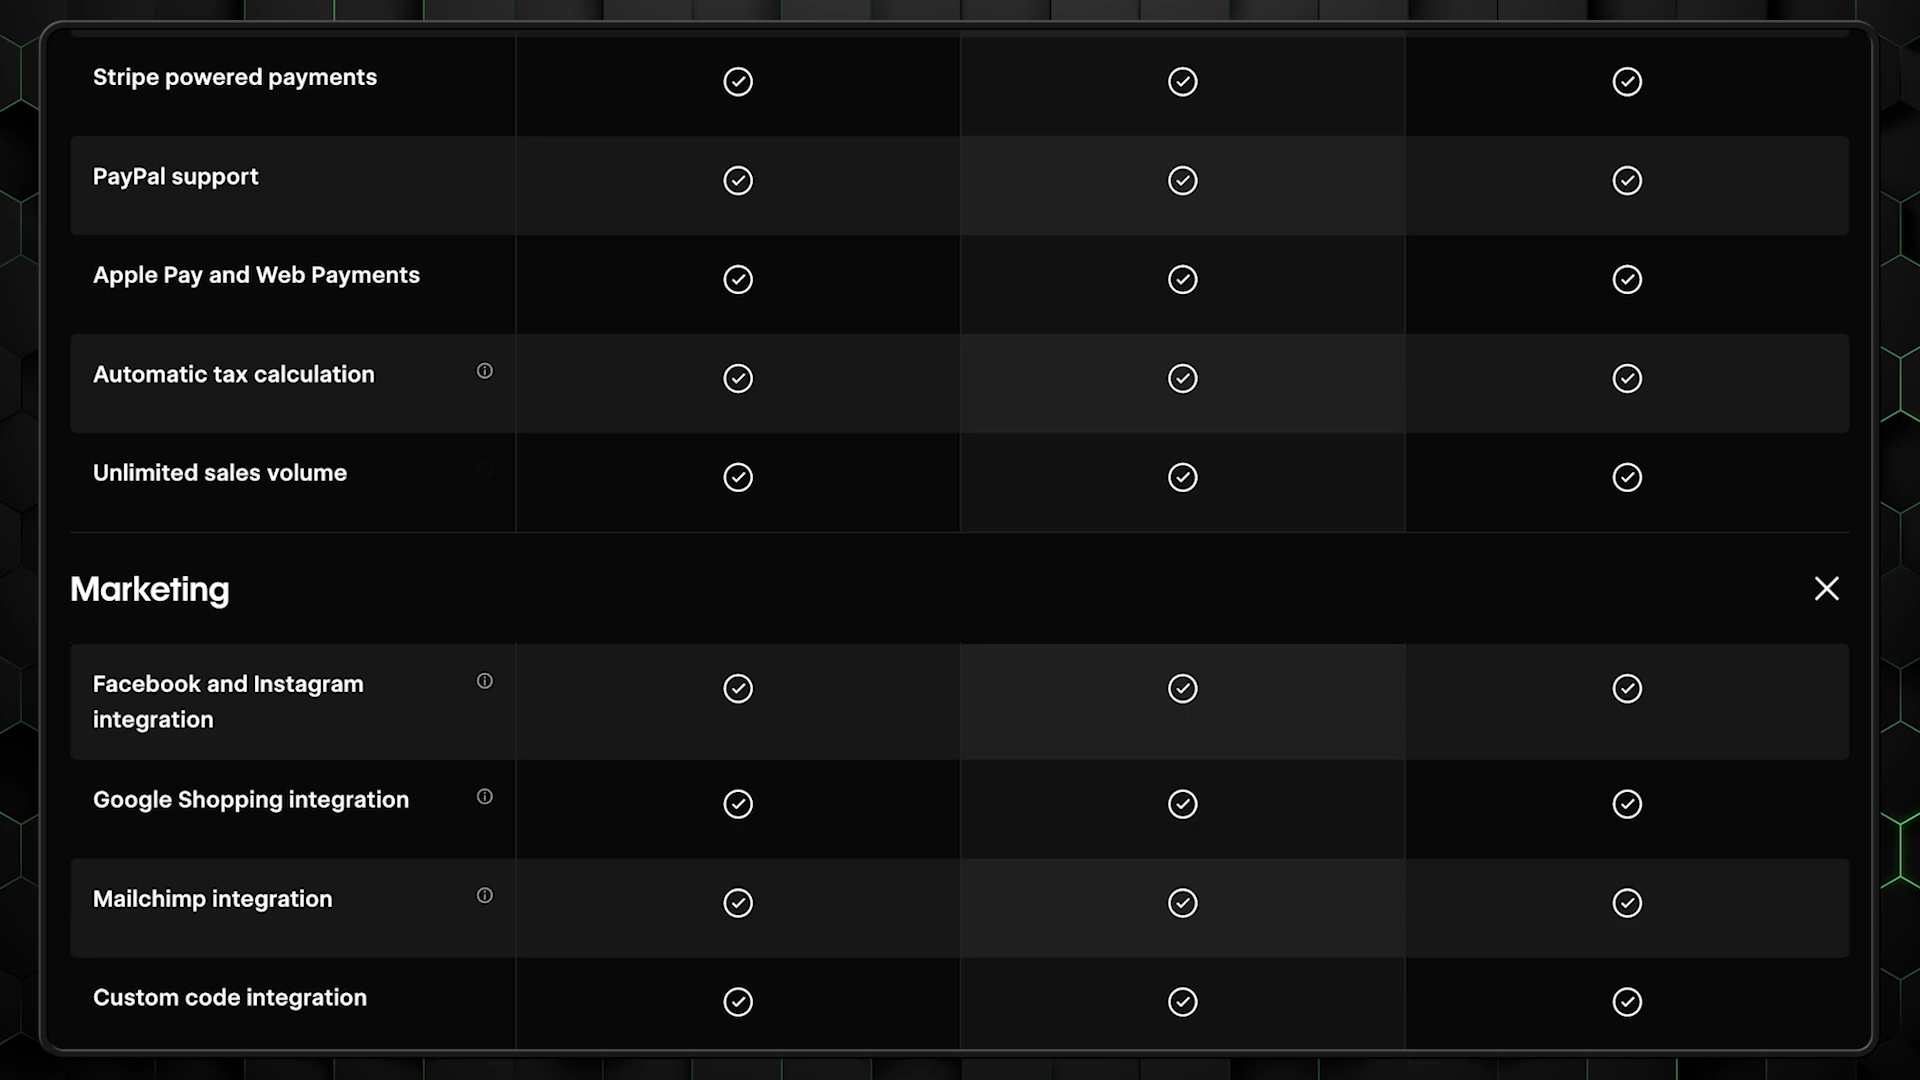 Stripe powered payments
PayPal support
Apple Pay and Web Payments
Automatic tax calculation
Unlimited sales volume
Marketing
Facebook and Instagram
integration
Google Shopping integration
Mailchimp integration
Custom code integration